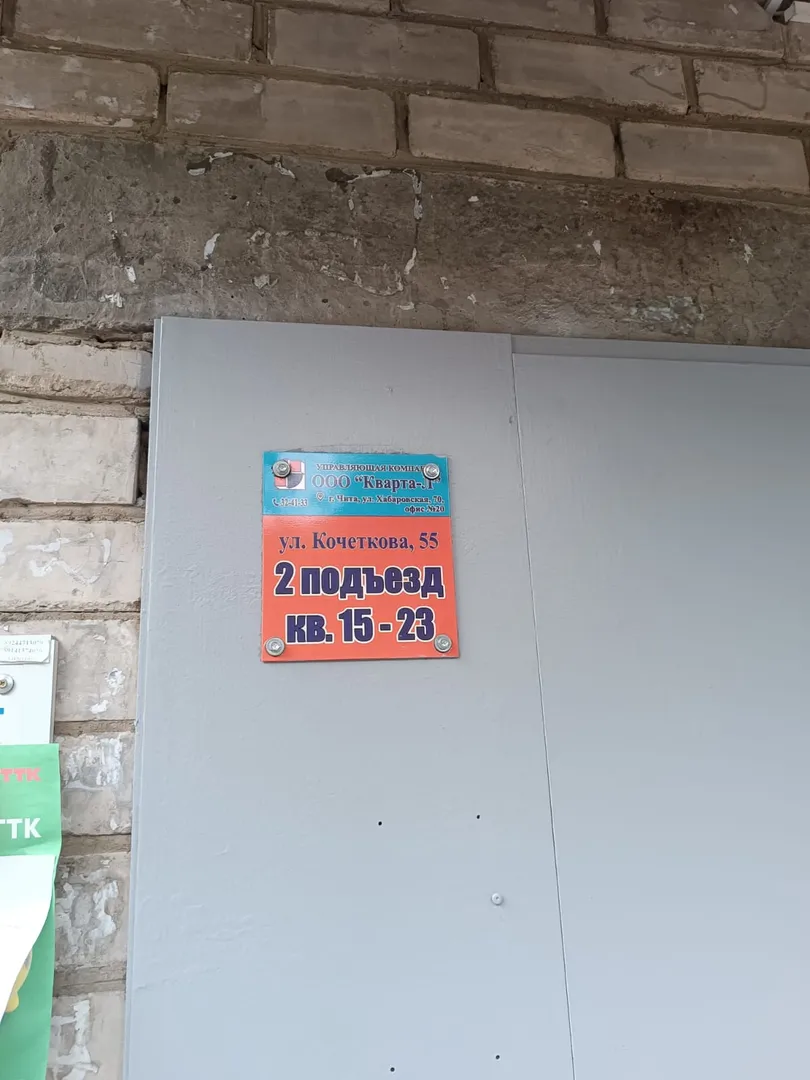 УПРАВЛЯЮЩАЯ
ООО "Кварта-Л"
г. Чита, ул. Хабаровская, 70,
офис №20
ул. Кочеткова, 55
2 подъезд
кв. 15 - 23
ТТК
ТТК